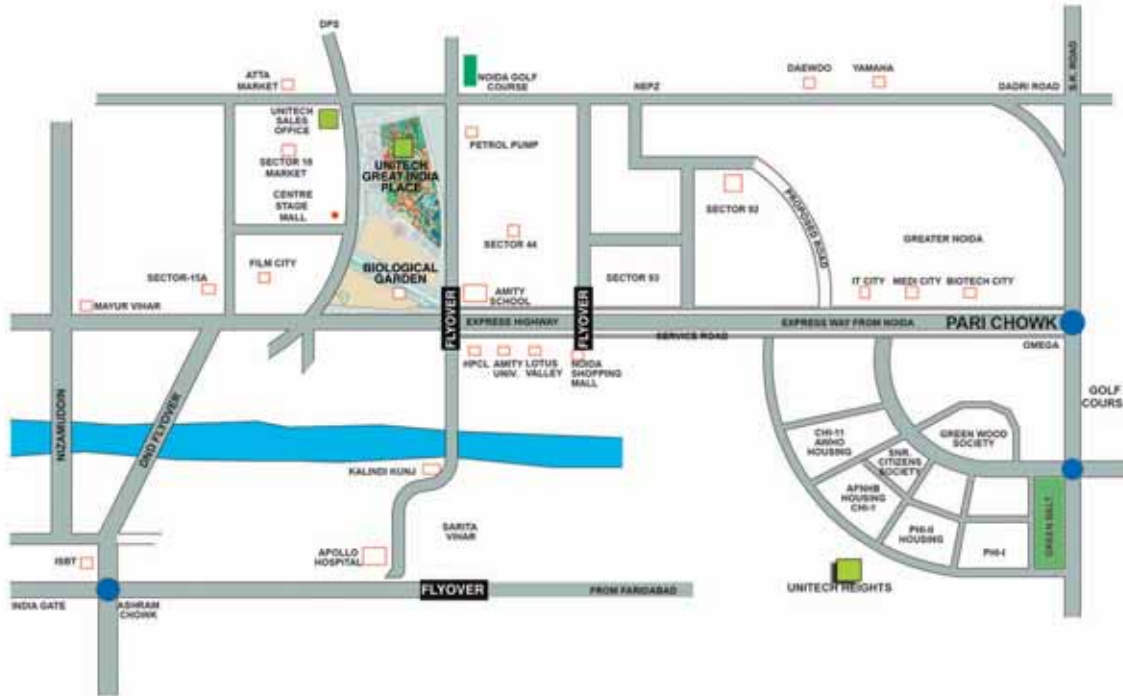 DPS
ATTA
MARKET
NOIDA GOLF
COURSE
NEPZ
DAEWOO
YAMAHA
DADRI ROAD
S.K. ROAD
UNITECH
SALES
OFFICE
SECTOR 18
MARKET
CENTRE
STAGE
MALL
UNITECH
GREAT INDIA
PLACE
PETROL PUMP
SECTOR 44
SECTOR 92
PROPOSED ROAD
GREATER NOIDA
SECTOR-15A
FILM CITY
BIOLOGICAL
GARDEN
AMITY
SCHOOL
SECTOR 93
IT CITY
MEDI CITY
BIOTECH CITY
MAYUR VIHAR
FLYOVER
EXPRESS HIGHWAY
FLYOVER
SERVICE ROAD
EXPRESS WAY FROM NOIDA
PARI CHOWK
OMEGA
HPCL
AMITY
UNIV.
LOTUS
VALLEY
NOIDA
SHOPPING
MALL
GOLF
COURS
NIZAMUDDIN
DND FLYOVER
KALINDI KUNJ
CHI-11
AWHO
HOUSING
SNR.
CITIZENS
SOCIETY
GREEN WOOD
SOCIETY
AFNHB
HOUSING
CHI-1
PHI-II
HOUSING
PHI-I
GREEN BELT
SARITA
VIHAR
APOLLO
HOSPITAL
ISBT
UNITECH HEIGHTS
INDIA GATE
ASHRAM
CHOWK
FLYOVER
FROM FARIDABAD